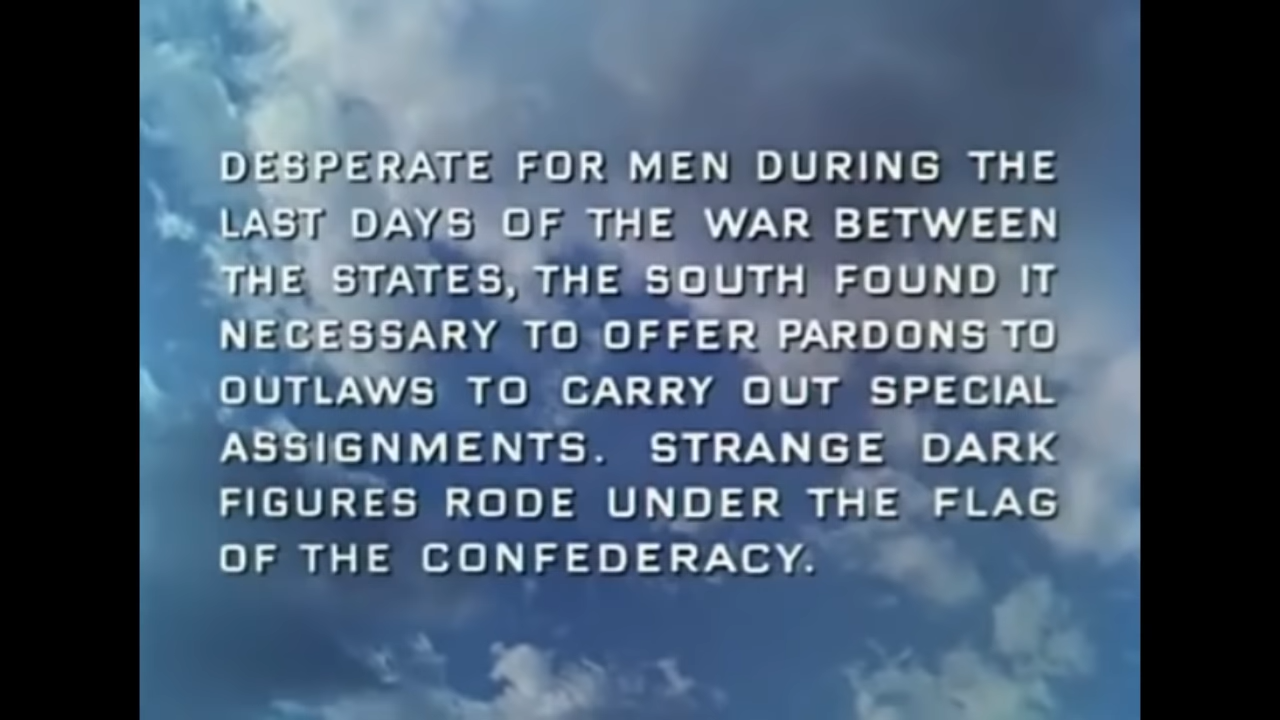 DESPERATE FOR MEN DURING THE
LAST DAYS OF THE WAR BETWEEN
THE STATES, THE SOUTH FOUND IT
NECESSARY TO OFFER PARDONS TO
OUTLAWS TO CARRY OUT SPECIAL
ASSIGNMENTS. STRANGE DARK
FIGURES RODE UNDER THE FLAG
OF THE CONFEDERACY.